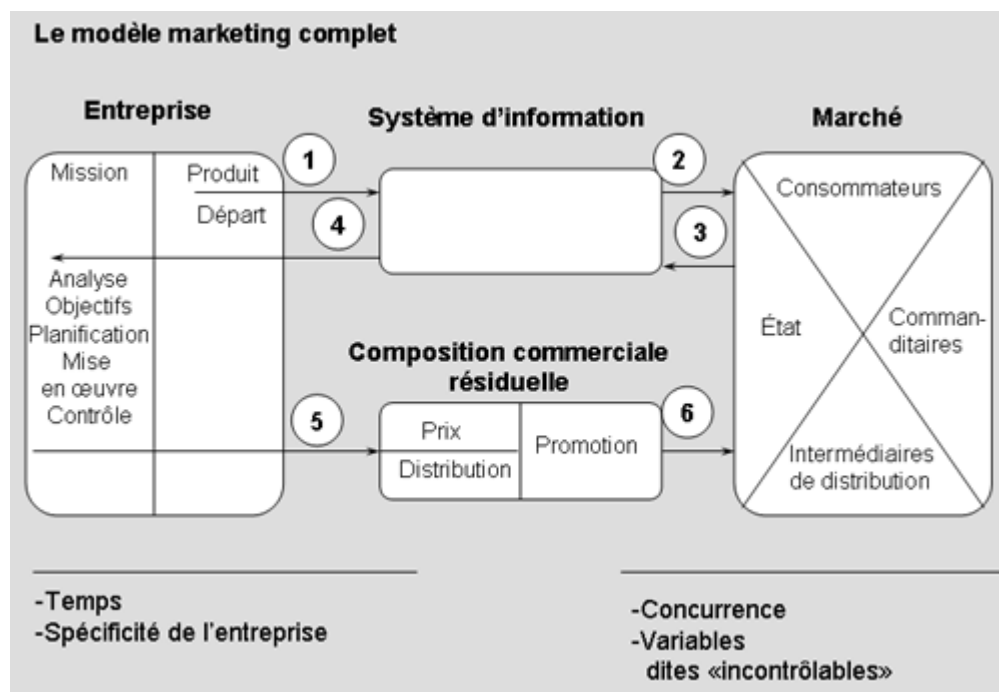 Le modèle marketing complet
Entreprise
Système d'information
Marché
Mission
Produit
Départ
1
2
3
4
Consommateurs
État
Comman-
ditaires
Intermédiaires
de distribution
Analyse
Objectifs
Planification
Mise
en œuvre
Contrôle
Composition commerciale
résiduelle
5
Prix
Distribution
Promotion
6
-Temps
-Spécificité de l'entreprise
-Concurrence
-Variables
dites «incontrôlables»